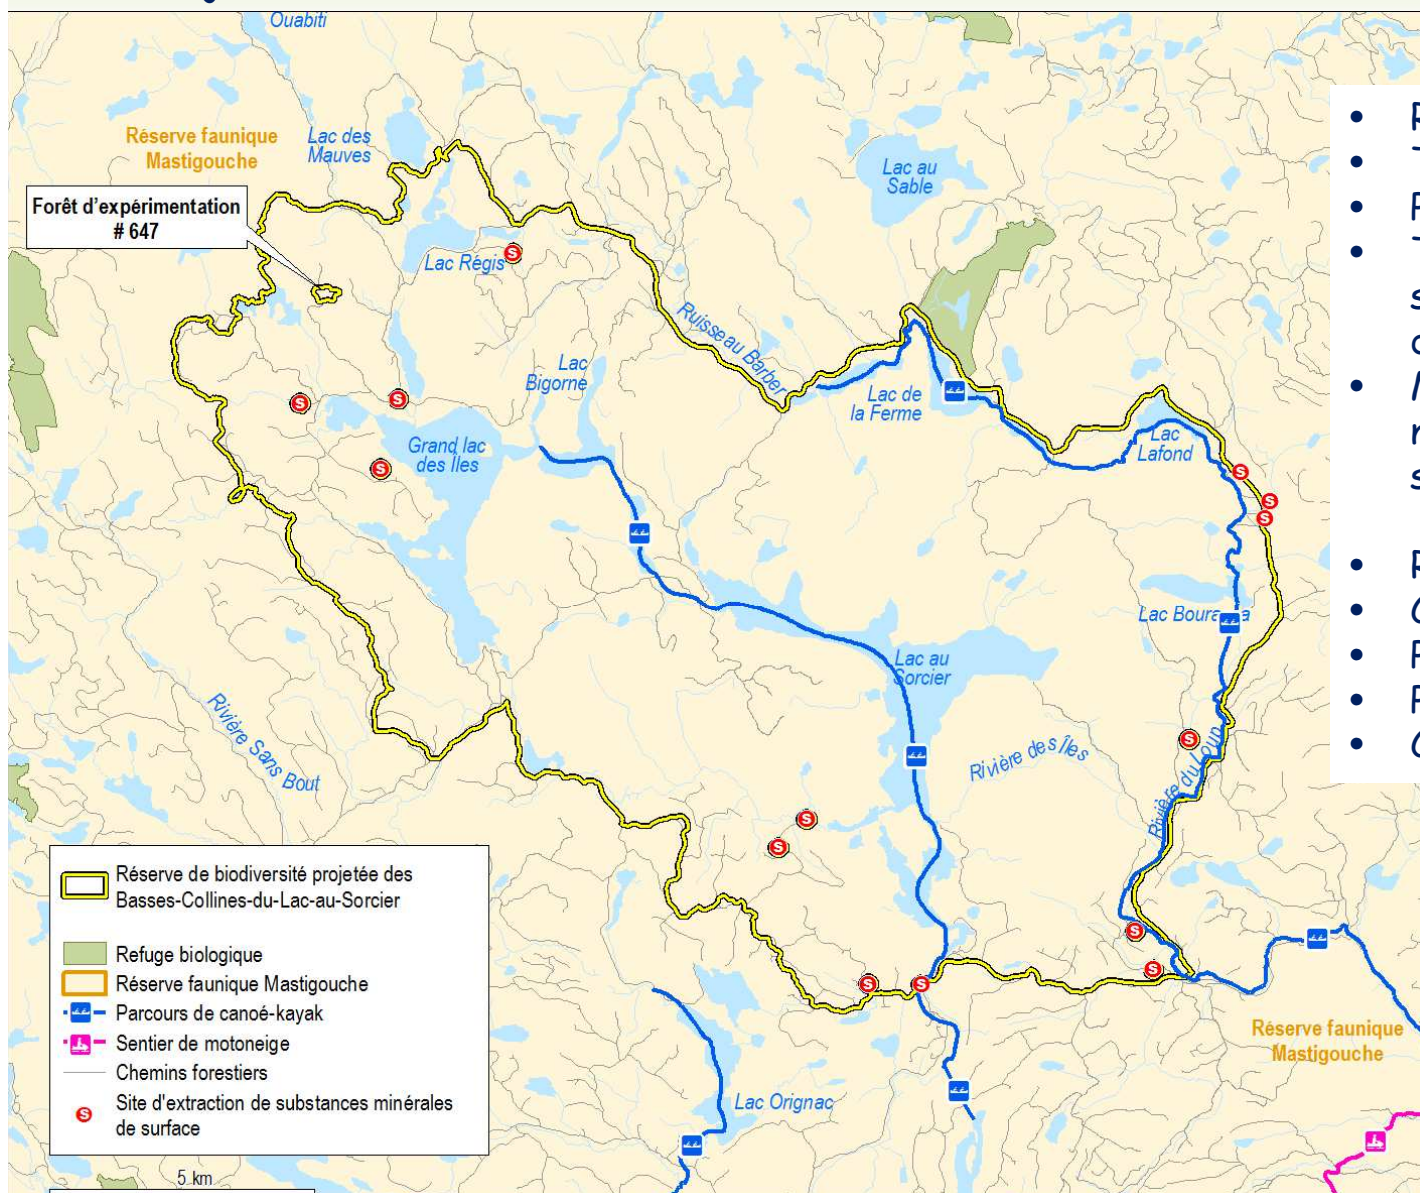 Ouabiti
Réserve faunique
Mastigouche
Lac des
Mauves
Lac au
Sable
Forêt d'expérimentation
# 647
Lac Régis
Ruisseau Barber
Lac
Bigorne
Lac de
la Ferme
Grand lac
des Îles
Lac
Lafond
Lac au
Sorcier
Rivière Sans Bout
Rivière des Îles
Rivière du Loup
Réserve de biodiversité projetée des
Basses-Collines-du-Lac-au-Sorcier
Refuge biologique
Réserve faunique Mastigouche
Parcours de canoé-kayak
Sentier de motoneige
Chemins forestiers
S Site d'extraction de substances minérales
de surface
Lac Orignac
Réserve faunique
Mastigouche
5 km